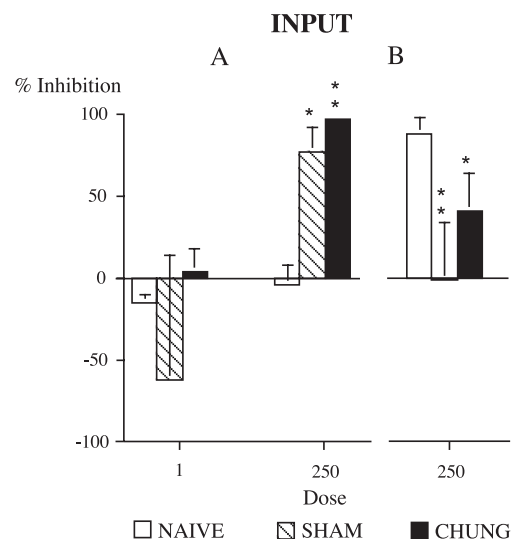 INPUT
A B
% Inhibition
100
50
0
-50
-100
* * *
* * *
1 250 250
Dose
NAIVE SHAM CHUNG